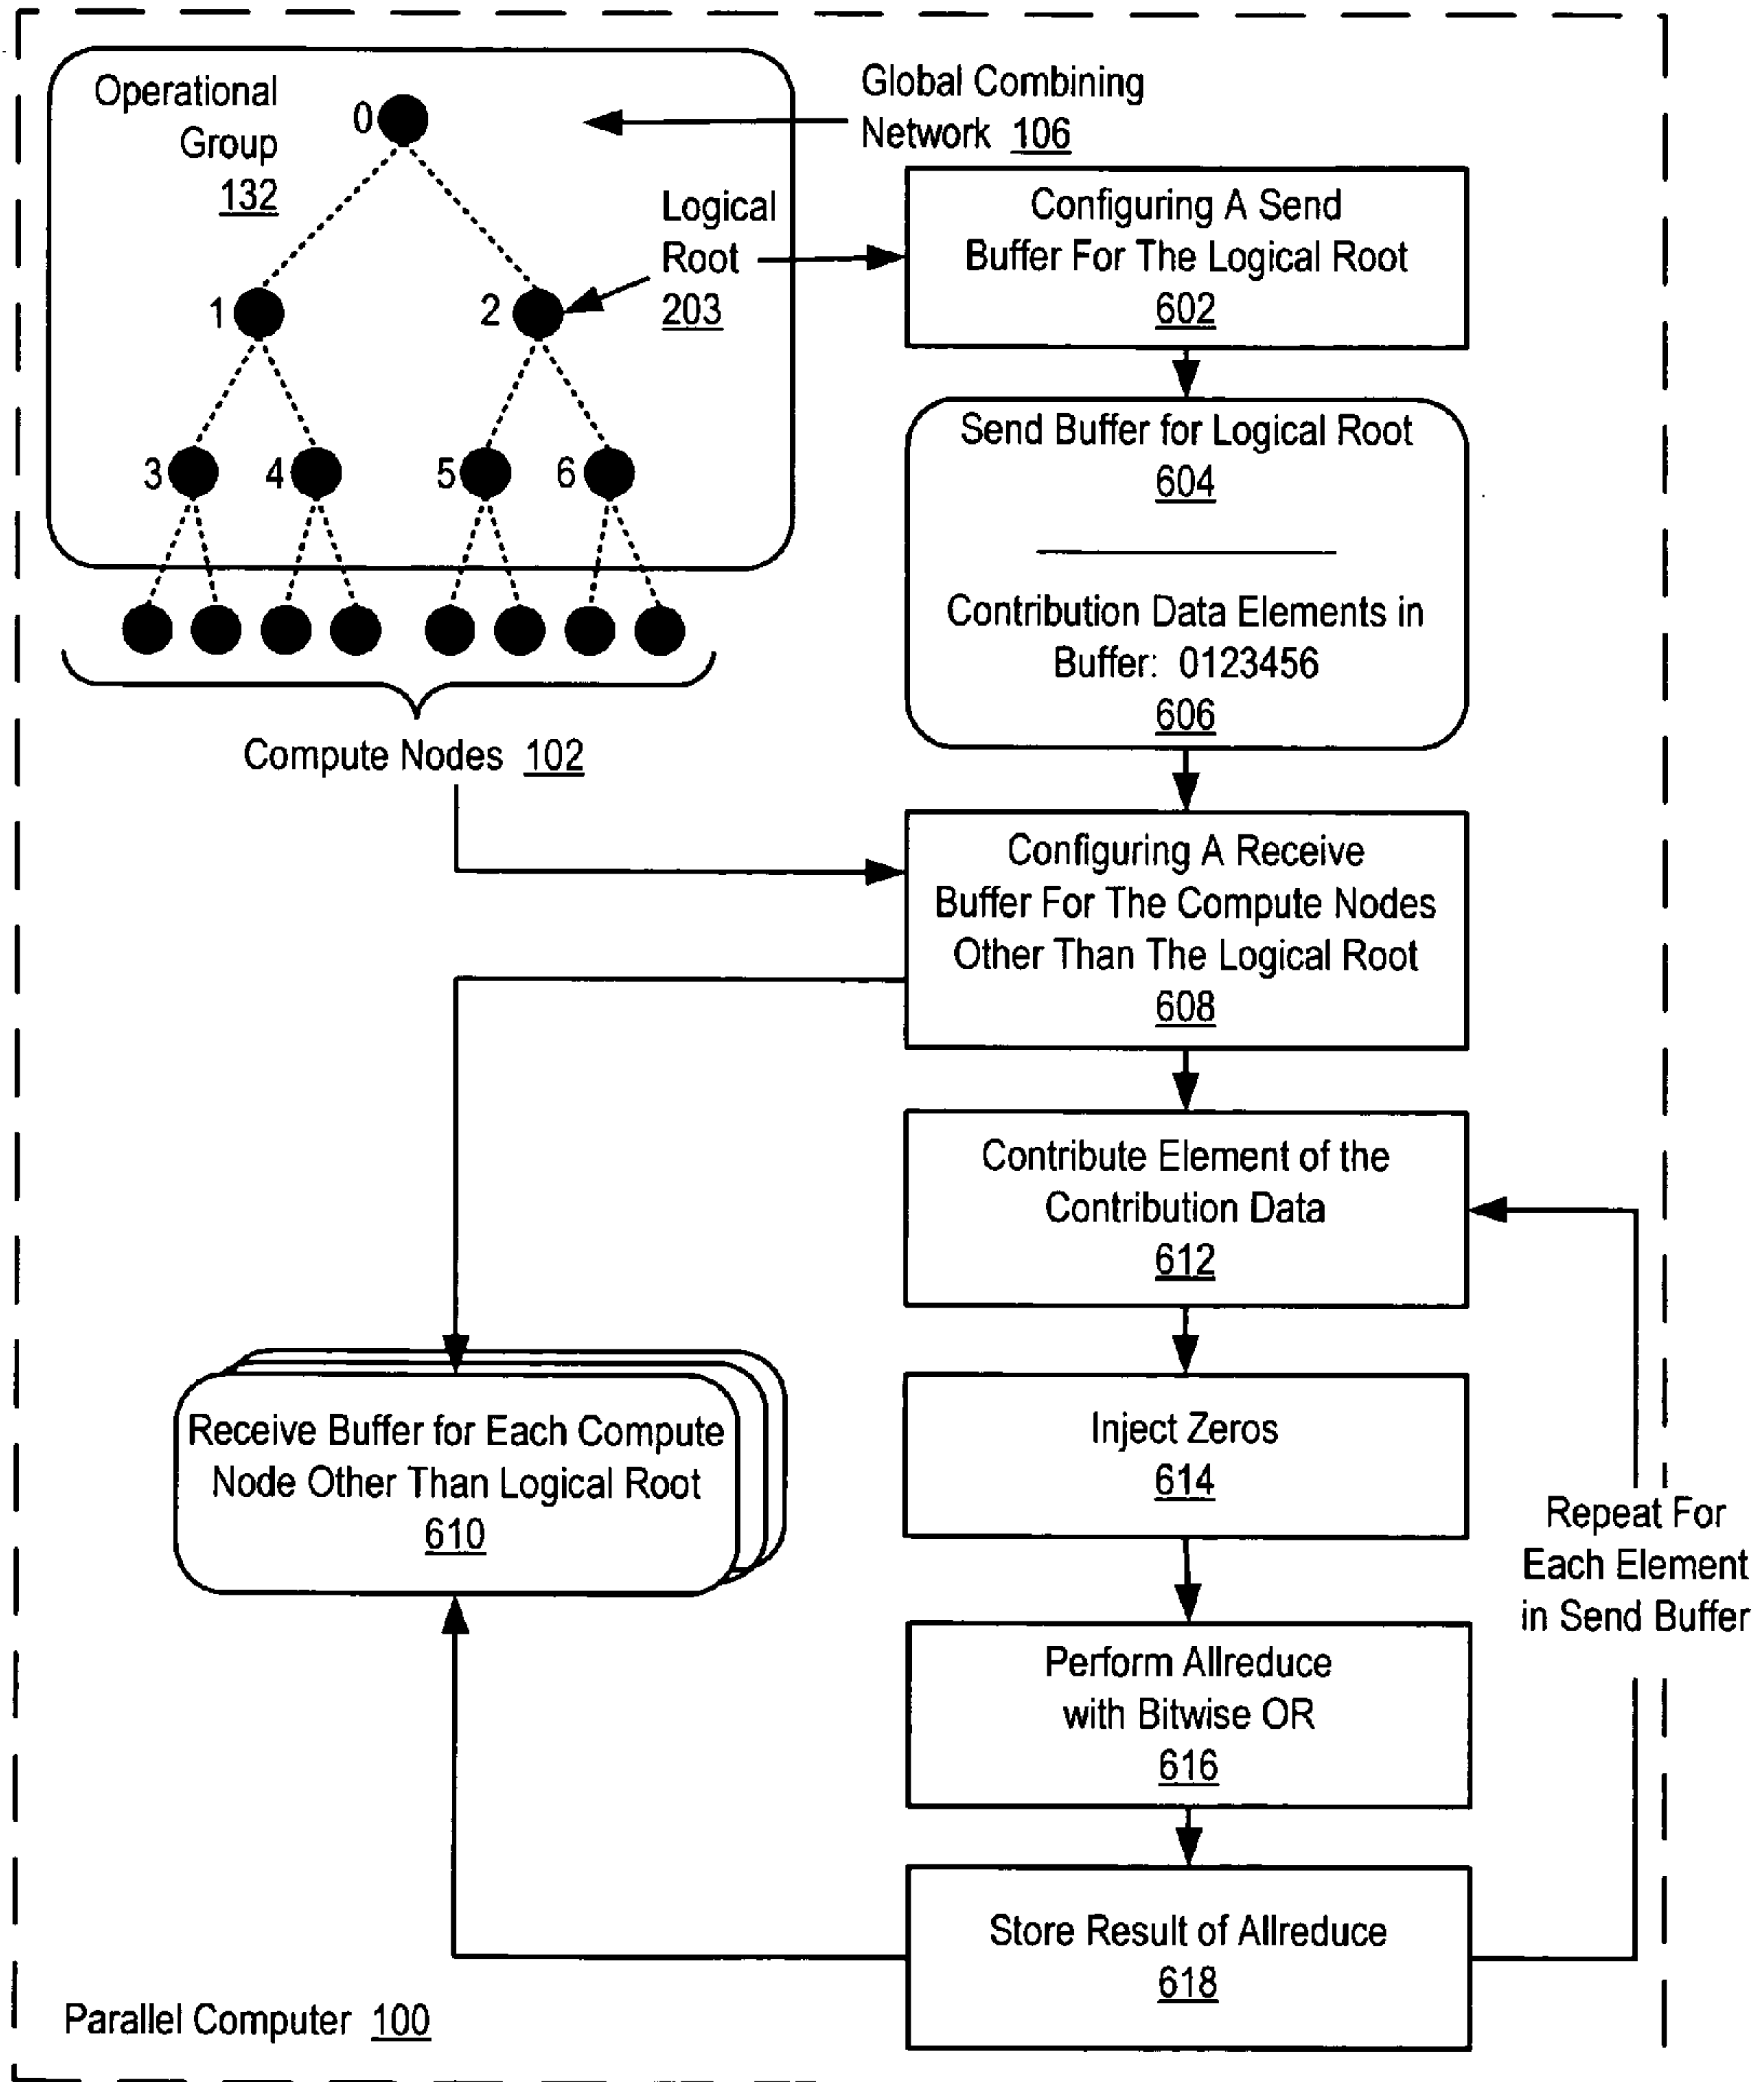 Operational
Group
132
0
Global Combining
Network 106
Logical
Root
203
1
2
3
4
5
6
Compute Nodes 102
Configuring A Send
Buffer For The Logical Root
602
Send Buffer for Logical Root
604
Contribution Data Elements in
Buffer: 0123456
606
Configuring A Receive
Buffer For The Compute Nodes
Other Than The Logical Root
608
Receive Buffer for Each Compute
Node Other Than Logical Root
610
Contribute Element of the
Contribution Data
612
Inject Zeros
614
Perform Allreduce
with Bitwise OR
616
Store Result of Allreduce
618
Repeat For
Each Element
in Send Buffer
Parallel Computer 100